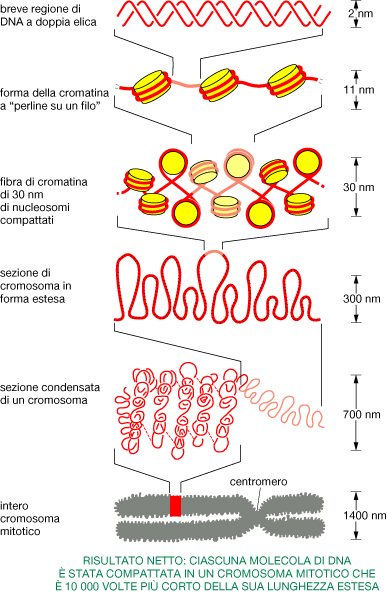 breve regione di
DNA a doppia elica
2 nm
forma della cromatina
a “perline su un filo”
11 nm
fibra di cromatina
di 30 nm
di nucleosomi
compattati
30 nm
sezione di
cromosoma in
forma estesa
300 nm
sezione condensata
di un cromosoma
700 nm
centromero
intero
cromosoma
mitotico
1400 nm
RISULTATO NETTO: CIASCUNA MOLECOLA DI DNA
È STATA COMPATTATA IN UN CROMOSOMA MITOTICO CHE
È 10 000 VOLTE PIÙ CORTO DELLA SUA LUNGHEZZA ESTESA